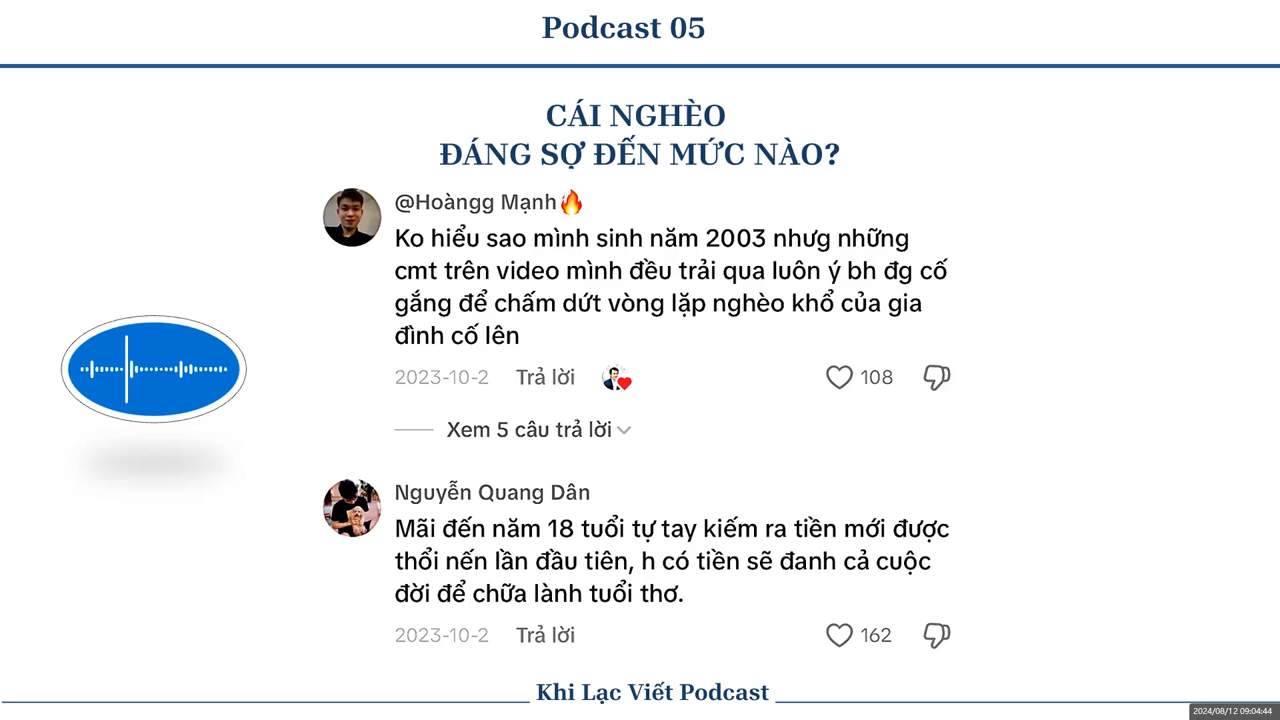 Podcast 05
CÁI NGHÈO
ĐÁNG SỢ ĐẾN MỨC NÀO?
@Hoàngg Mạnh🔥
Ko hiểu sao mình sinh năm 2003 nhưg những
cmt trên video mình đều trải qua luôn ý bh đg cố
gắng để chấm dứt vòng lặp nghèo khổ của gia
đình cố lên
2023-10-2 Trả lời 108
Xem 5 câu trả lời
Nguyễn Quang Dân
Mãi đến năm 18 tuổi tự tay kiếm ra tiền mới được
thổi nến lần đầu tiên, h có tiền sẽ đanh cả cuộc
đời để chữa lành tuổi thơ.
2023-10-2 Trả lời 162
Khi Lạc Viết Podcast
2024/08/12 09:04:44